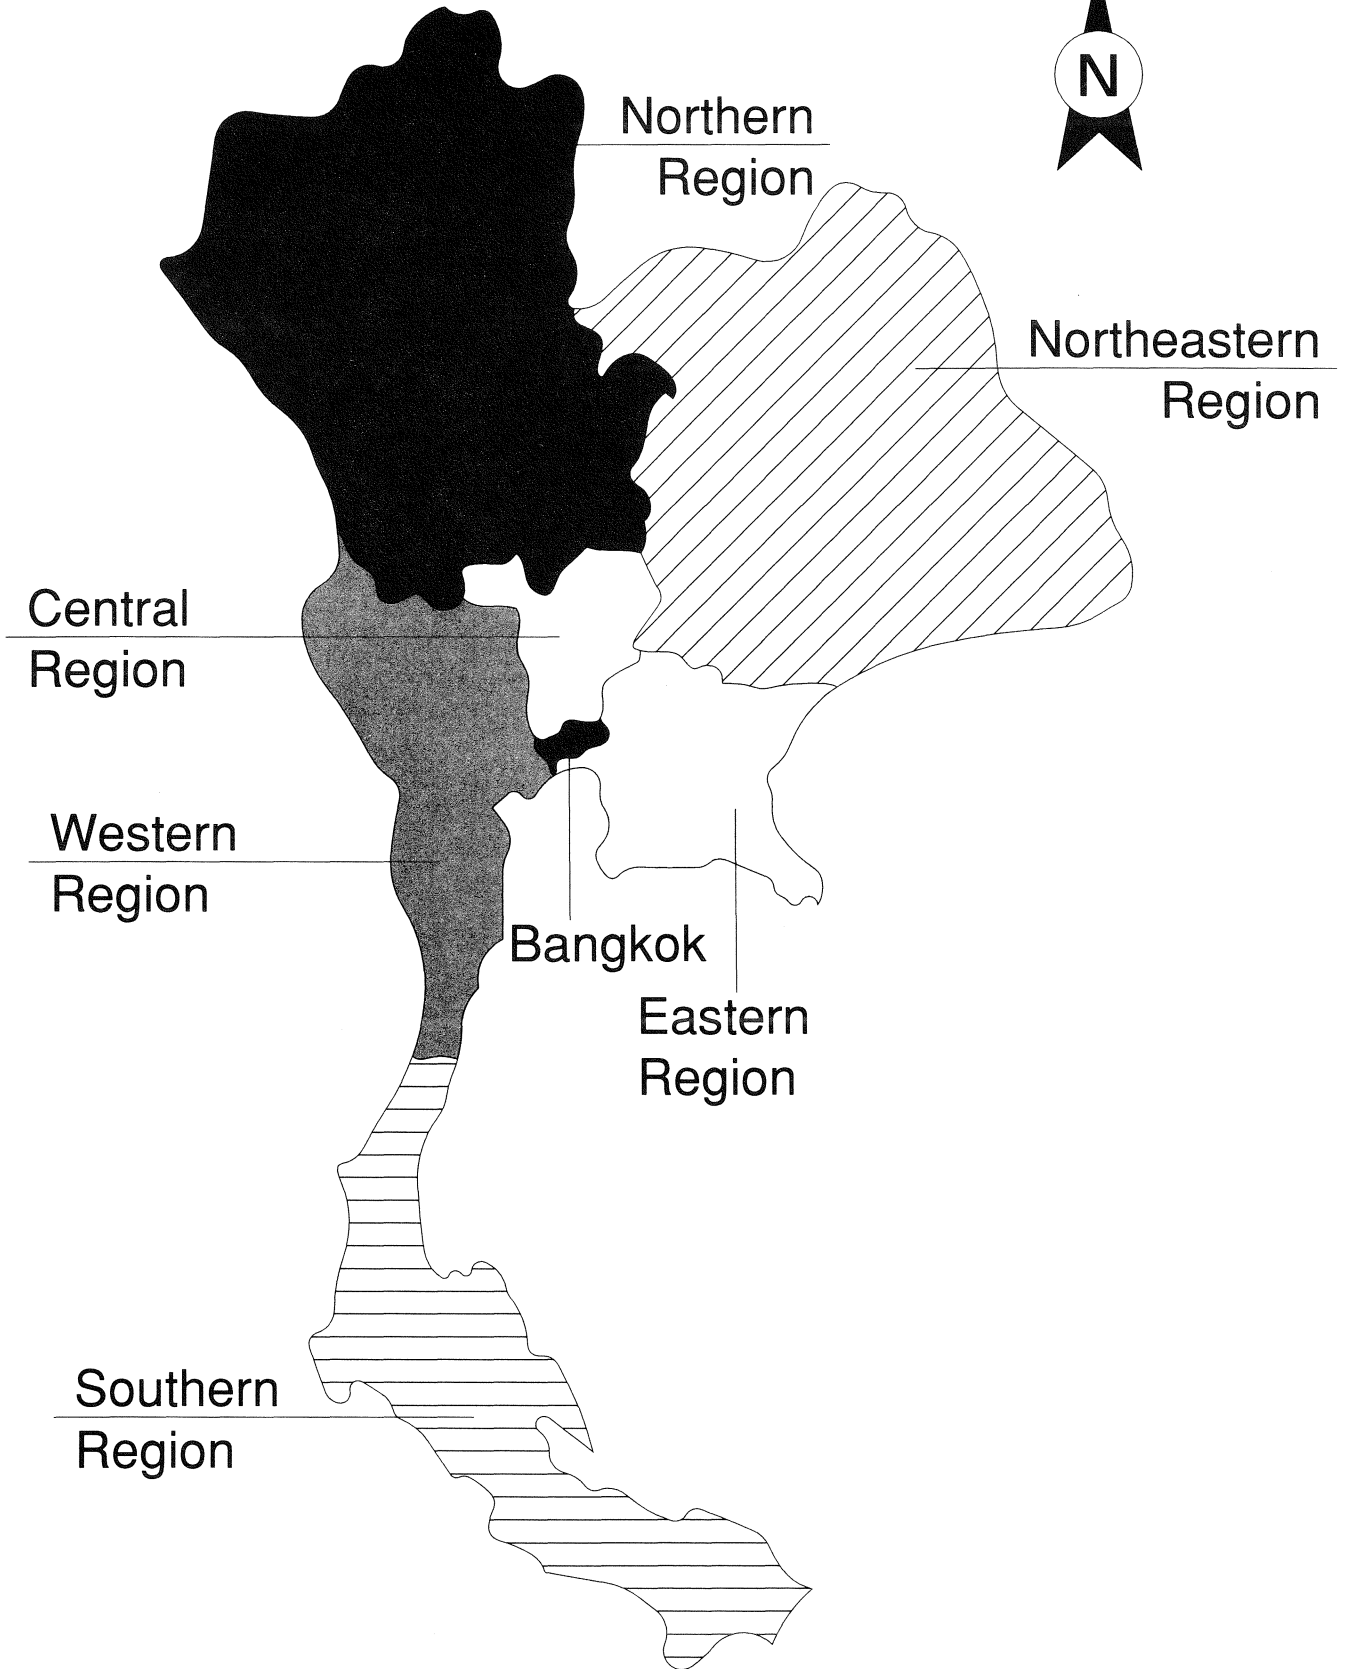 N
Northern
Region
Northeastern
Region
Central
Region
Western
Region
Bangkok
Eastern
Region
Southern
Region